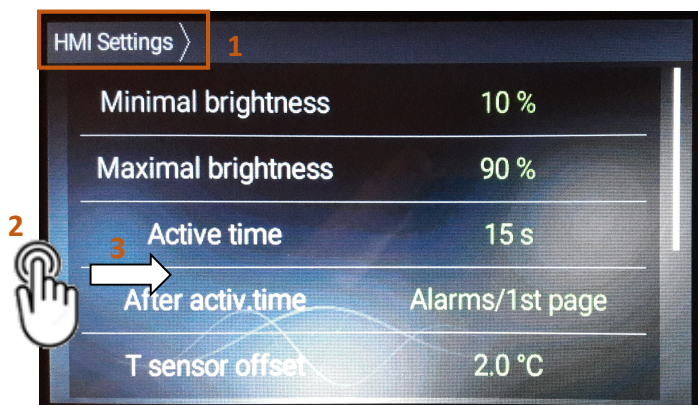 HMI Settings 1
Minimal brightness 10 %
Maximal brightness 90 %
Active time 15 s
2
3
After activ.time Alarms/1st page
T sensor offset 2.0 °C